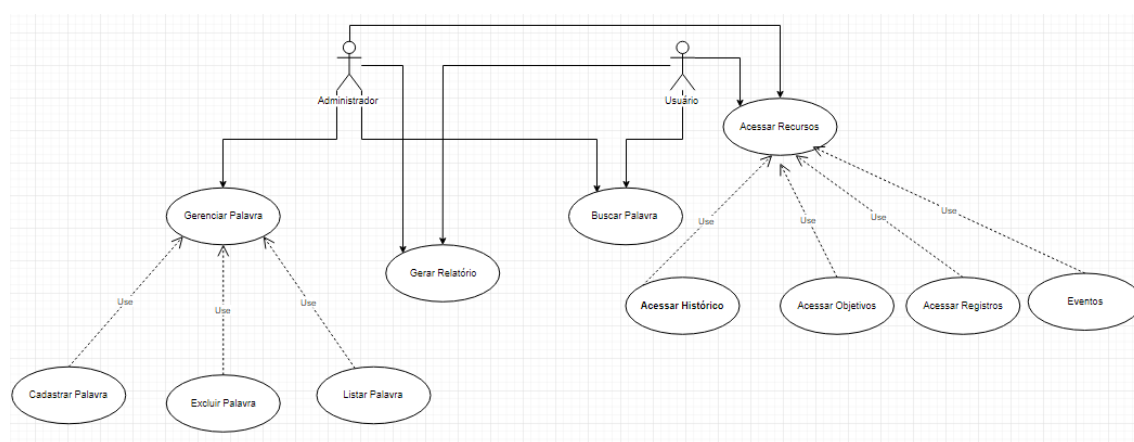 Administrador
Usuário
Acessar Recursos
Gerenciar Palavra
Buscar Palavra
Use
Use
Use
Use
Gerar Relatório
Acessar Histórico
Acessar Objetivos
Acessar Registros
Eventos
Use
Use
Use
Cadastrar Palavra
Excluir Palavra
Listar Palavra